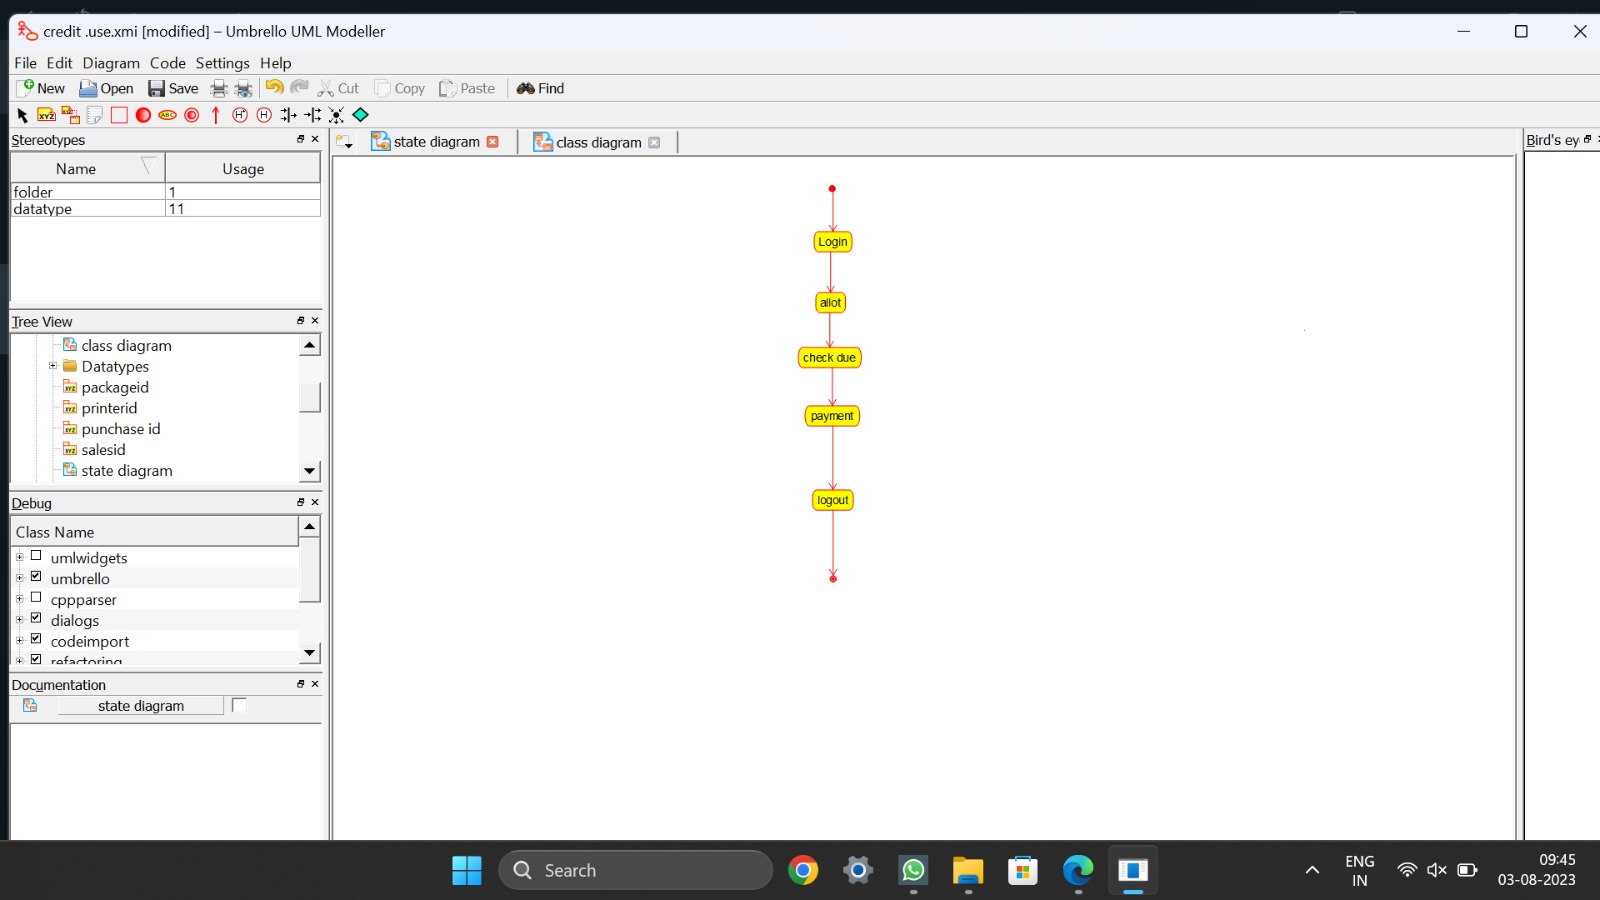 credit .use.xmi [modified] – Umbrello UML Modeller
File Edit Diagram Code Settings Help
New Open Save Cut Copy Paste Find
Stereotypes
Name Usage
folder 1
datatype 11
Tree View
class diagram
Datatypes
packageid
printerid
punchase id
salesid
state diagram
Debug
Class Name
umlwidgets
umbrello
cppparser
dialogs
codeimport
refactoring
Documentation
state diagram
state diagram class diagram
Login
allot
check due
payment
logout
Bird's ey
Search
ENG
IN
09:45
03-08-2023